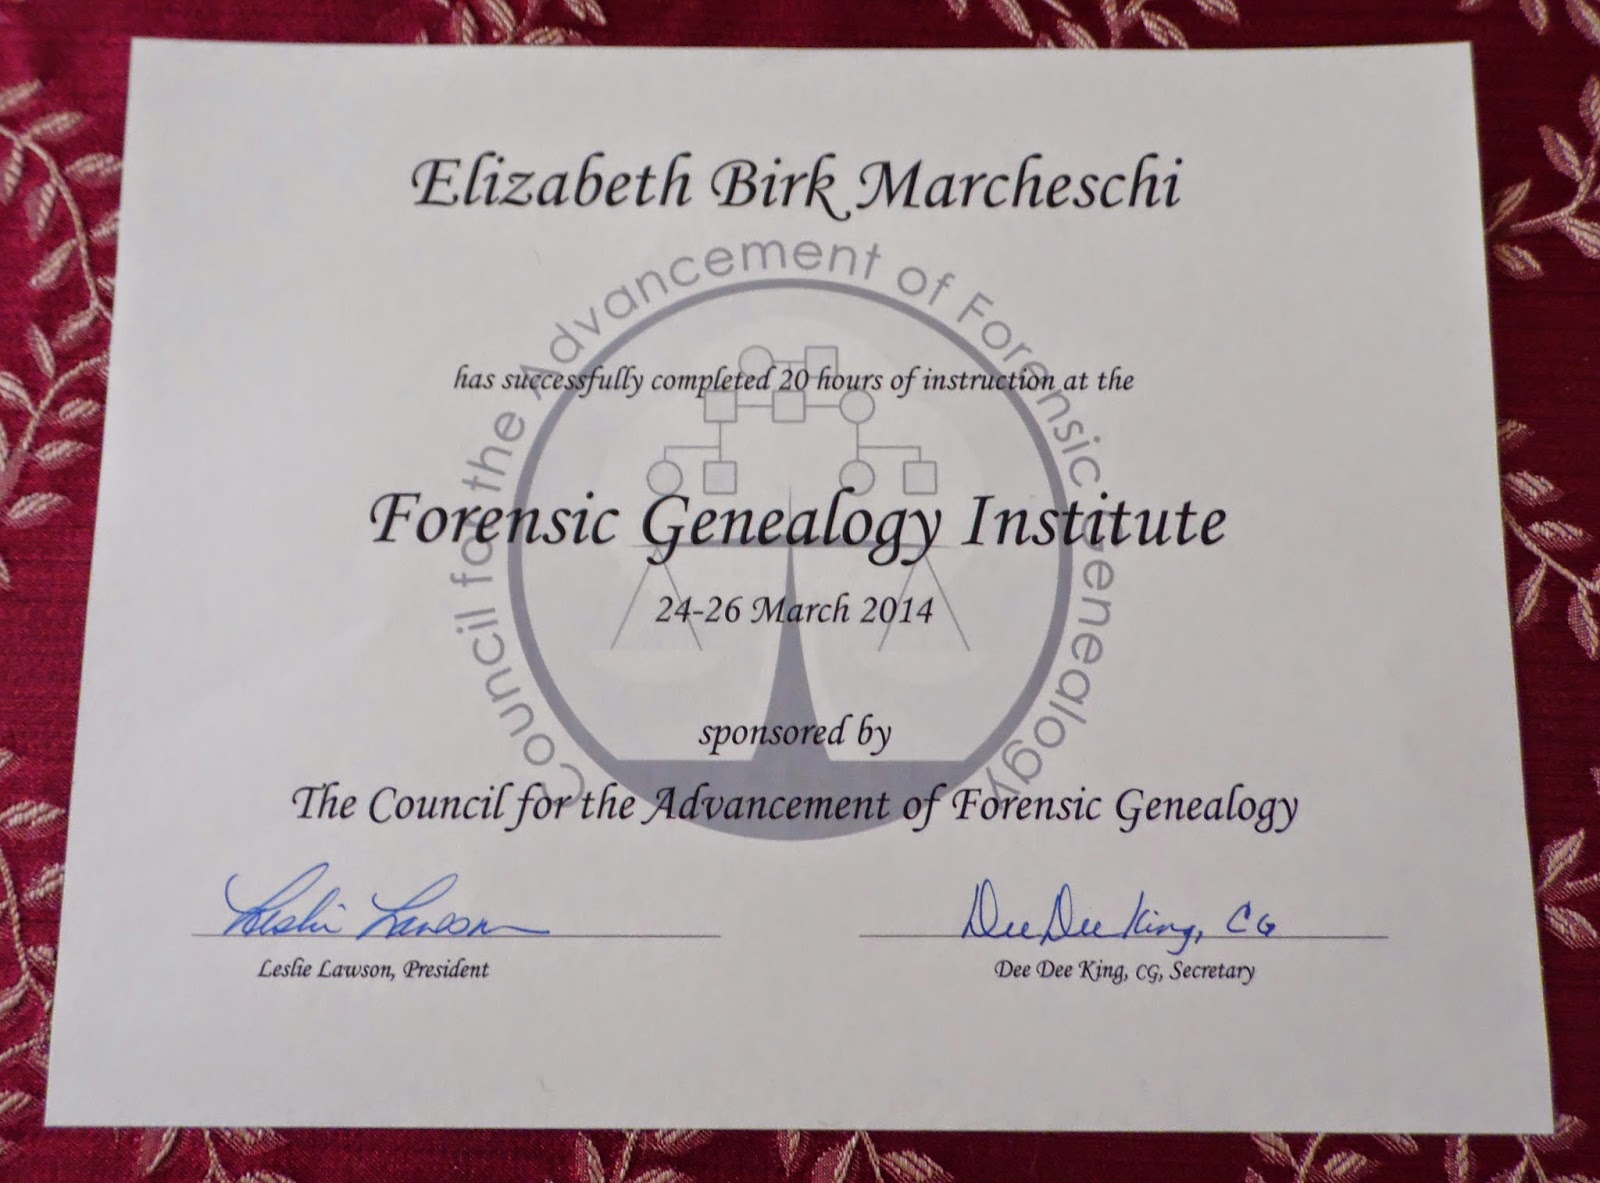 Elizabeth Birk Marcheschi
Council for the Advancement of Forensic Genealogy
has successfully completed 20 hours of instruction at the
Forensic Genealogy Institute
24-26 March 2014
sponsored by
The Council for the Advancement of Forensic Genealogy
Leslie Lawson
Dee Dee King, CG
Leslie Lawson, President
Dee Dee King, CG, Secretary